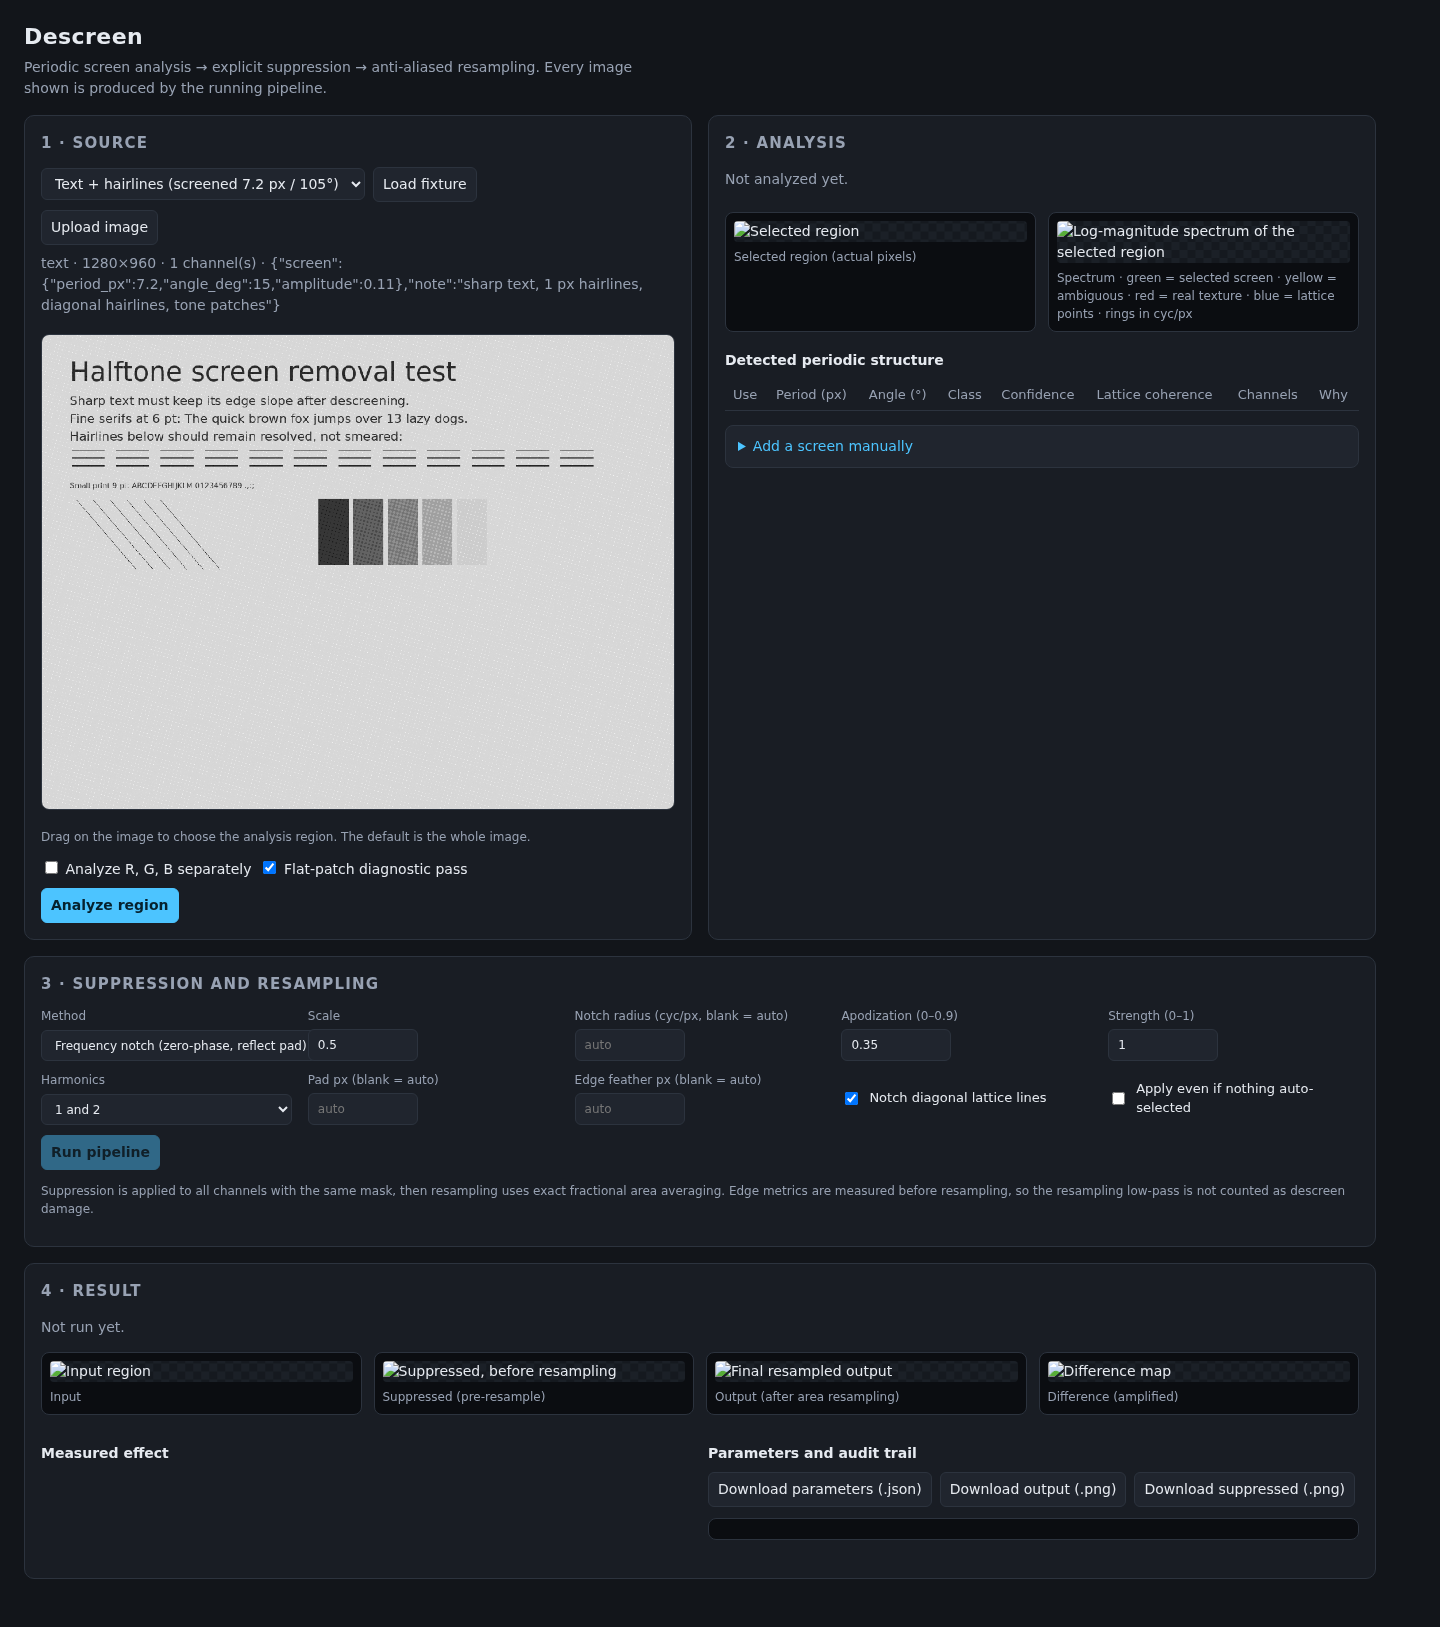 Descreen
Periodic screen analysis → explicit suppression → anti-aliased resampling. Every image
shown is produced by the running pipeline.
1 · SOURCE
Text + hairlines (screened 7.2 px / 105°)
Load fixture
Upload image
text · 1280×960 · 1 channel(s) · {"screen":
{"period_px":7.2,"angle_deg":15,"amplitude":0.11},"note":"sharp text, 1 px hairlines,
diagonal hairlines, tone patches"}
Halftone screen removal test
Sharp text must keep its edge slope after descreening.
Fine serifs at 6 pt: The quick brown fox jumps over 13 lazy dogs.
Hairlines below should remain resolved, not smeared:
Small print 9 pt: ABCDEFGHIJKLM 0123456789 .,:;
Drag on the image to choose the analysis region. The default is the whole image.
Analyze R, G, B separately
Flat-patch diagnostic pass
Analyze region
2 · ANALYSIS
Not analyzed yet.
Selected region
Selected region (actual pixels)
Log-magnitude spectrum of the
selected region
Spectrum · green = selected screen · yellow =
ambiguous · red = real texture · blue = lattice
points · rings in cyc/px
Detected periodic structure
Use Period (px) Angle (°) Class Confidence Lattice coherence Channels Why
▶ Add a screen manually
3 · SUPPRESSION AND RESAMPLING
Method
Frequency notch (zero-phase, reflect pad)
Scale
0.5
Notch radius (cyc/px, blank = auto)
auto
Apodization (0–0.9)
0.35
Strength (0–1)
1
Harmonics
1 and 2
Pad px (blank = auto)
auto
Edge feather px (blank = auto)
auto
Notch diagonal lattice lines
Apply even if nothing auto-
selected
Run pipeline
Suppression is applied to all channels with the same mask, then resampling uses exact fractional area averaging. Edge metrics are measured before resampling, so the resampling low-pass is not counted as descreen
damage.
4 · RESULT
Not run yet.
Input region
Input
Suppressed, before resampling
Suppressed (pre-resample)
Final resampled output
Output (after area resampling)
Difference map
Difference (amplified)
Measured effect
Parameters and audit trail
Download parameters (.json)
Download output (.png)
Download suppressed (.png)